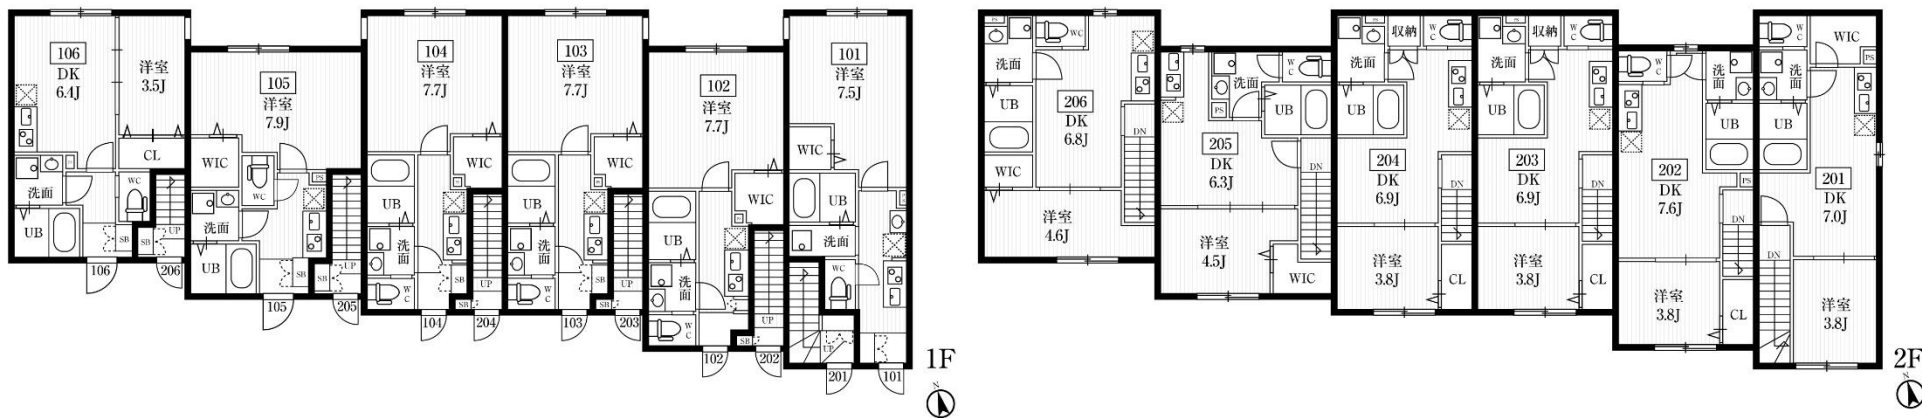 106
DK
6.4J
洋室
3.5J
CL
洗面
WC
UB
SB
SB
UP
106
206
105
洋室
7.9J
WIC
WC
PS
洗面
UB
SB
SB
UP
105
205
104
洋室
7.7J
WIC
UB
洗面
WC
SB
SB
UP
104
204
103
洋室
7.7J
WIC
UB
洗面
WC
SB
SB
UP
103
203
102
洋室
7.7J
WIC
UB
洗面
WC
SB
SB
UP
102
202
101
洋室
7.5J
WIC
UB
洗面
WC
UP
201
101
1F
N
PS
WC
洗面
UB
WIC
206
DK
6.8J
DN
洋室
4.6J
洗面
WC
PS
UB
205
DK
6.3J
DN
洋室
4.5J
WIC
PS
収納
WC
洗面
UB
204
DK
6.9J
DN
洋室
3.8J
CL
PS
収納
WC
洗面
UB
203
DK
6.9J
DN
洋室
3.8J
CL
WC
洗面
UB
202
DK
7.6J
PS
DN
洋室
3.8J
CL
WC
WIC
PS
洗面
UB
201
DK
7.0J
DN
洋室
3.8J
2F
N